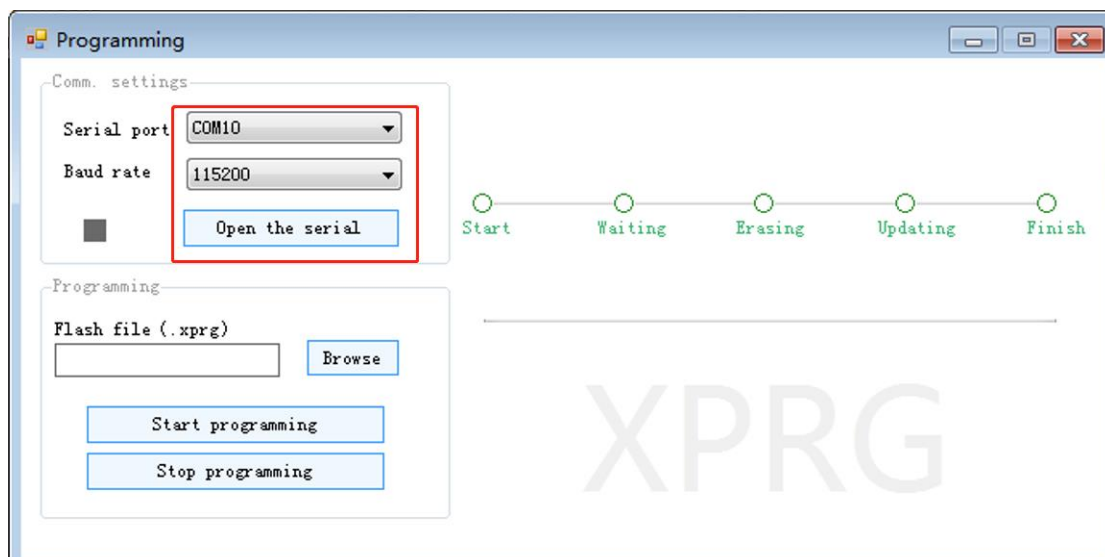 Programming
Comm. settings
Serial port COM10
Baud rate 115200
Open the serial
Start Waiting Erasing Updating Finish
Programming
Flash file (.xprg)
Browse
Start programming
Stop programming
XPRG